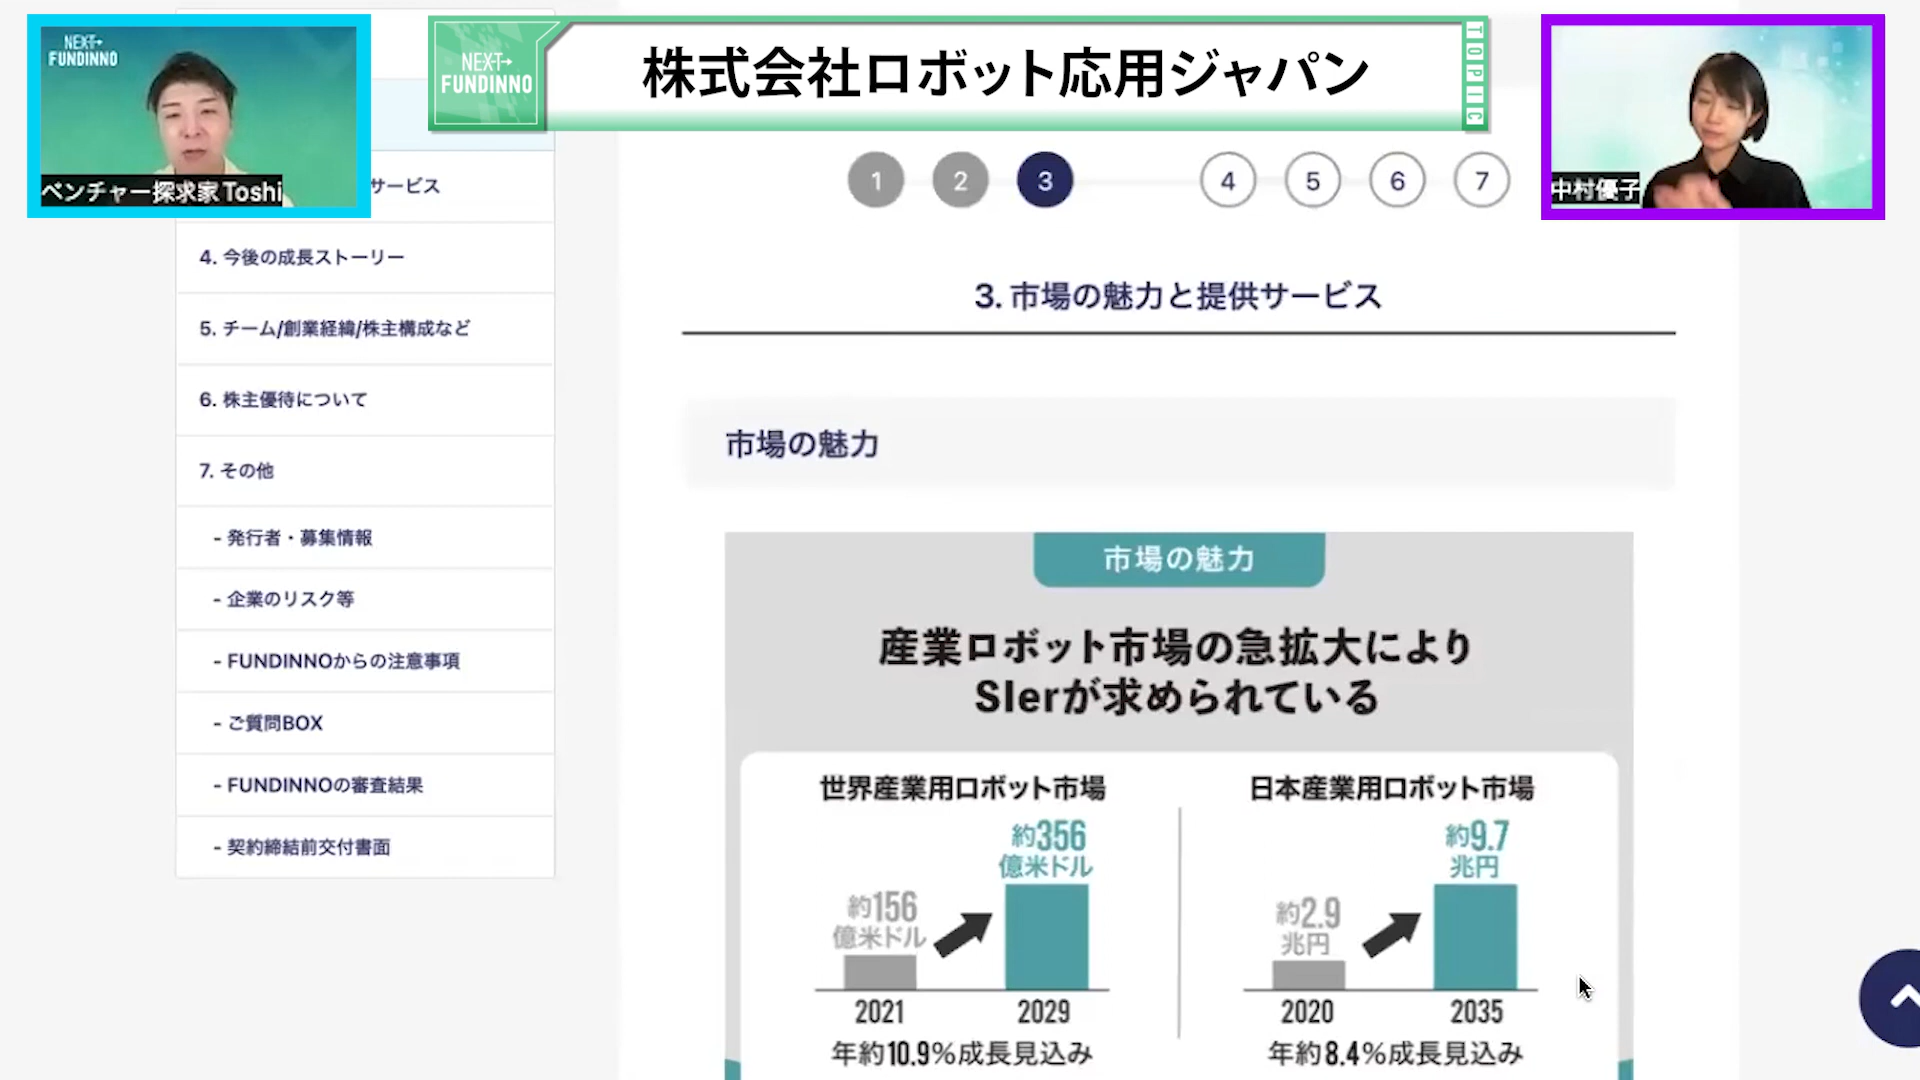 NEXT→
FUNDINNO
ベンチャー探求家 Toshi
NEXT→
FUNDINNO
株式会社ロボット応用ジャパン
TOPIC
中村優子
サービス
4. 今後の成長ストーリー
5. チーム/創業経緯/株主構成など
6. 株主優待について
7. その他
- 発行者・募集情報
- 企業のリスク等
- FUNDINNOからの注意事項
- ご質問BOX
- FUNDINNOの審査結果
- 契約締結前交付書面
1 2 3 4 5 6 7
3. 市場の魅力と提供サービス
市場の魅力
市場の魅力
産業ロボット市場の急拡大により
SIerが求められている
世界産業用ロボット市場
約156
億米ドル
約356
億米ドル
2021 2029
年約10.9%成長見込み
日本産業用ロボット市場
約2.9
兆円
約9.7
兆円
2020 2035
年約8.4%成長見込み